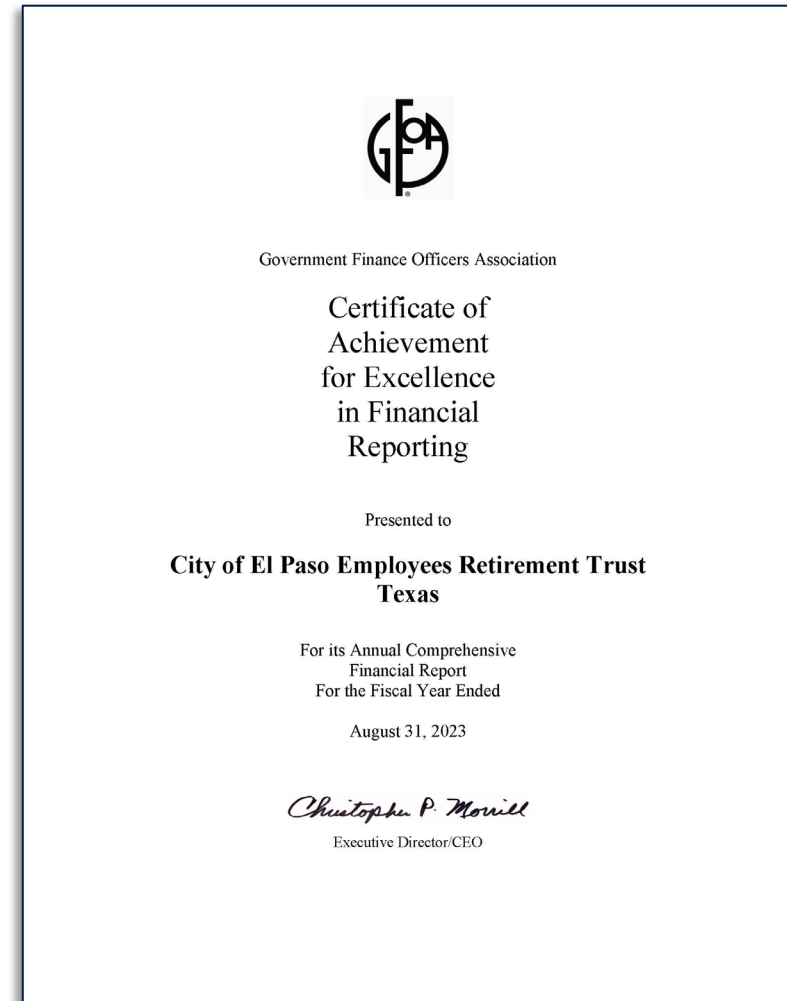 GFOA
®
Government Finance Officers Association
Certificate of
Achievement
for Excellence
in Financial
Reporting
Presented to
City of El Paso Employees Retirement Trust
Texas
For its Annual Comprehensive
Financial Report
For the Fiscal Year Ended
August 31, 2023
Christopher P. Morrill
Executive Director/CEO